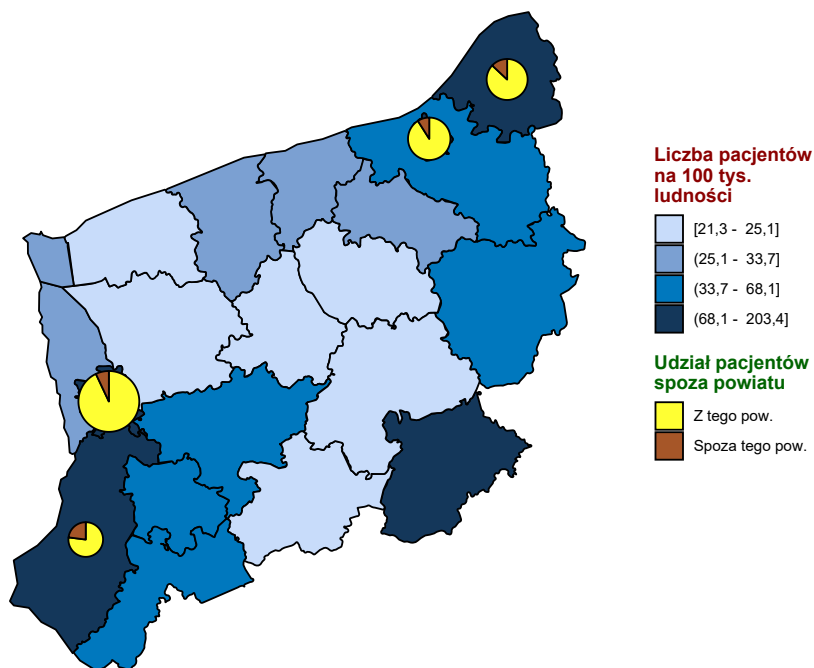 Liczba pacjentów
na 100 tys.
ludności
[21,3 - 25,1]
(25,1 - 33,7]
(33,7 - 68,1]
(68,1 - 203,4]
Udział pacjentów
spoza powiatu
Z tego pow.
Spoza tego pow.